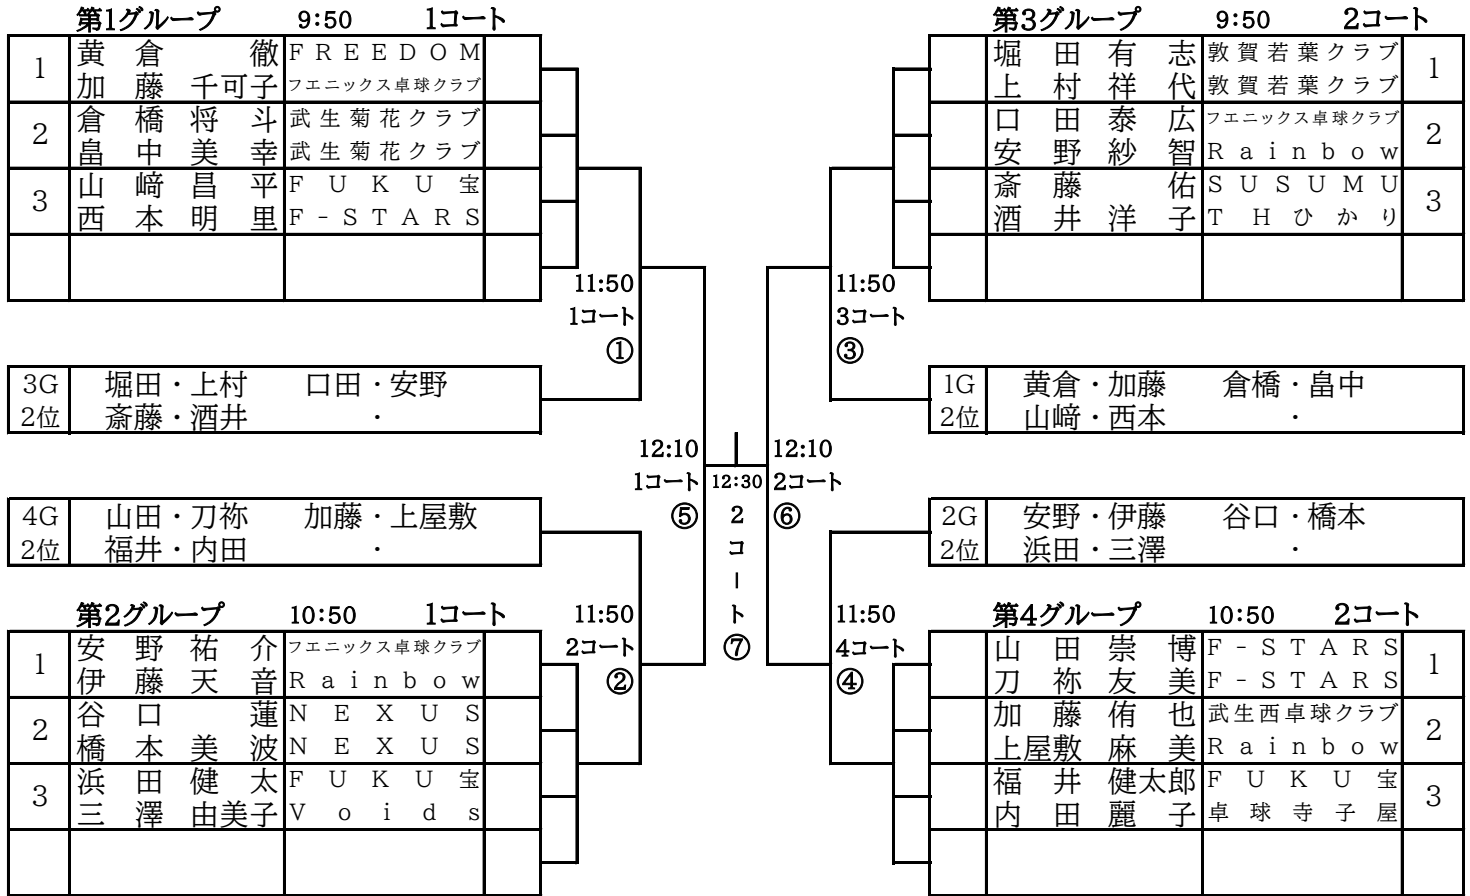 第1グループ 9:50 1コート
1 黄倉 徹 FREEDOM
加藤千可子 フエニックス卓球クラブ
2 倉橋将斗 武生菊花クラブ
畠中美幸 武生菊花クラブ
3 山﨑昌平 FUKU宝
西本明里 F-STARS
11:50
1コート
①
3G 堀田・上村 口田・安野
2位 斎藤・酒井 ・
4G 山田・刀祢 加藤・上屋敷
2位 福井・内田 ・
第2グループ 10:50 1コート
1 安野祐介 フエニックス卓球クラブ
伊藤天音 Rainbow
2 谷口 蓮 NEXUS
橋本美波 NEXUS
3 浜田健太 FUKU宝
三澤由美子 Voids
11:50
2コート
②
12:10
1コート
⑤
12:30
2コート
⑦
12:10
2コート
⑥
第3グループ 9:50 2コート
堀田有志 敦賀若葉クラブ 1
上村祥代 敦賀若葉クラブ
口田泰広 フエニックス卓球クラブ 2
安野紗智 Rainbow
斎藤 佑 SUSUMU 3
酒井洋子 THひかり
11:50
3コート
③
1G 黄倉・加藤 倉橋・畠中
2位 山﨑・西本 ・
2G 安野・伊藤 谷口・橋本
2位 浜田・三澤 ・
第4グループ 10:50 2コート
山田崇博 F-STARS 1
刀祢友美 F-STARS
加藤侑也 武生西卓球クラブ 2
上屋敷麻美 Rainbow
福井健太郎 FUKU宝 3
内田麗子 卓球寺子屋
11:50
4コート
④